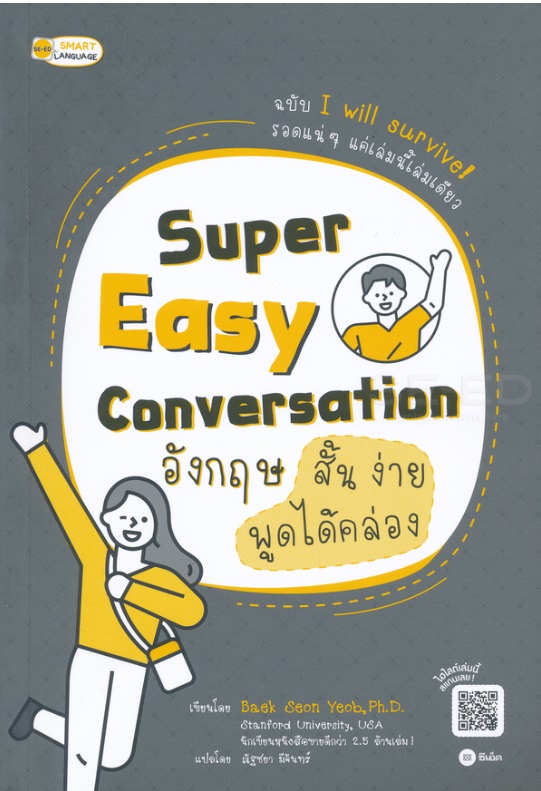 SE-ED
SMART
LANGUAGE
ฉบับ I will survive!
รอดแน่ๆ แค่เล่มนี้เล่มเดียว
Super
Easy
Conversation
อังกฤษ สั้น ง่าย
พูดได้คล่อง
ไฮไลต์เล่มนี้
สแกนเลย!
เขียนโดย Baek Seon Yeob, Ph.D.
Stanford University, USA
นักเขียนหนังสือขายดีกว่า 2.5 ล้านเล่ม!
แปลโดย ณัฐชยา มีจันทร์
ซีเอ็ด